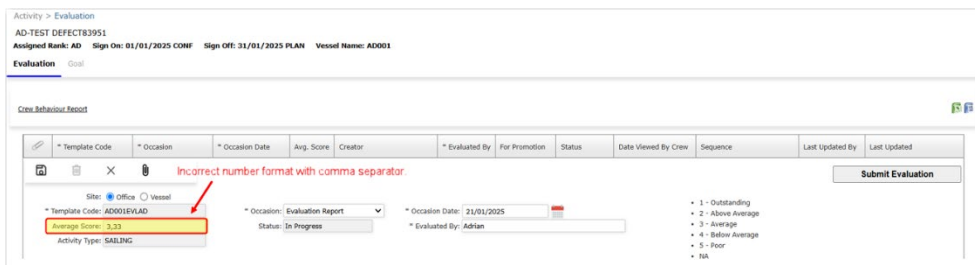 Activity > Evaluation
AD-TEST DEFECT83951
Assigned Rank: AD Sign On: 01/01/2025 CONF Sign Off: 31/01/2025 PLAN Vessel Name: AD001
Evaluation Goal
Crew Behaviour Report
* Template Code * Occasion * Occasion Date Avg. Score Creator * Evaluated By For Promotion Status Date Viewed By Crew Sequence Last Updated By Last Updated
Incorrect number format with comma separator.
Submit Evaluation
Site: Office Vessel
* Template Code: AD001EVLAD * Occasion: Evaluation Report * Occasion Date: 21/01/2025
Average Score: 3,33 Status: In Progress * Evaluated By: Adrian
Activity Type: SAILING
• 1 - Outstanding
• 2 - Above Average
• 3 - Average
• 4 - Below Average
• 5 - Poor
• NA